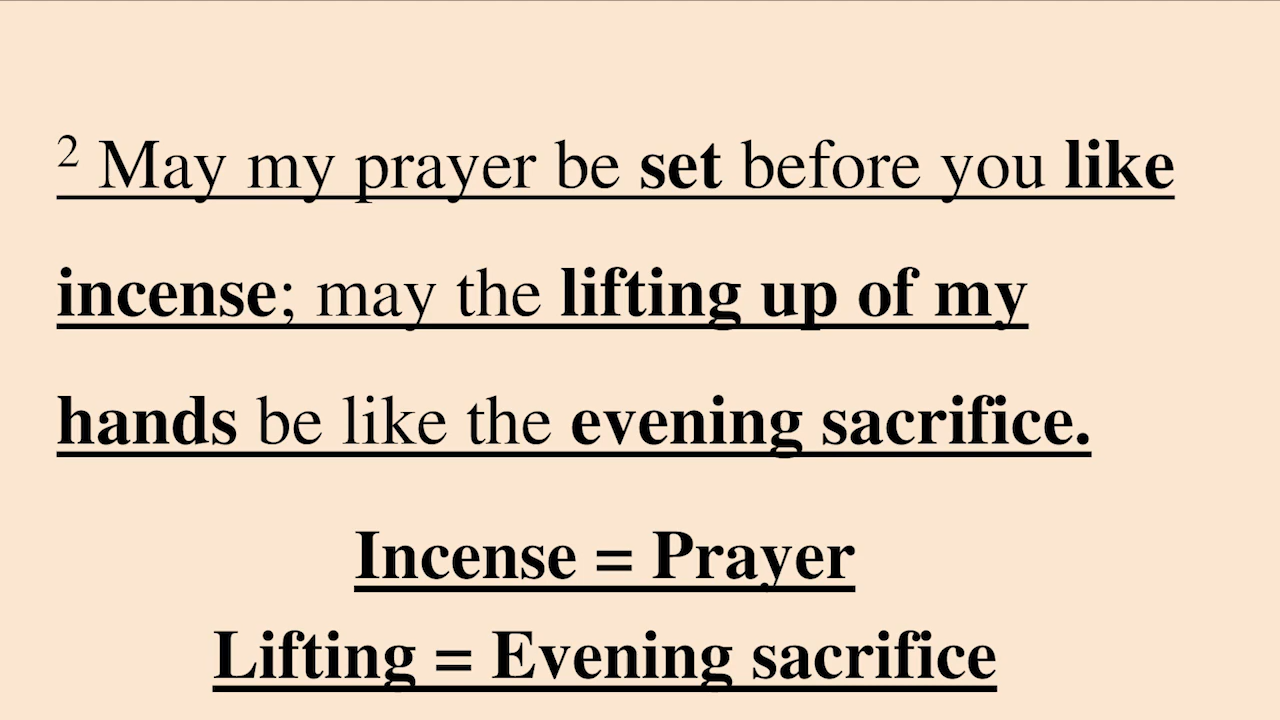 2 May my prayer be set before you like
incense; may the lifting up of my
hands be like the evening sacrifice.
Incense = Prayer
Lifting = Evening sacrifice